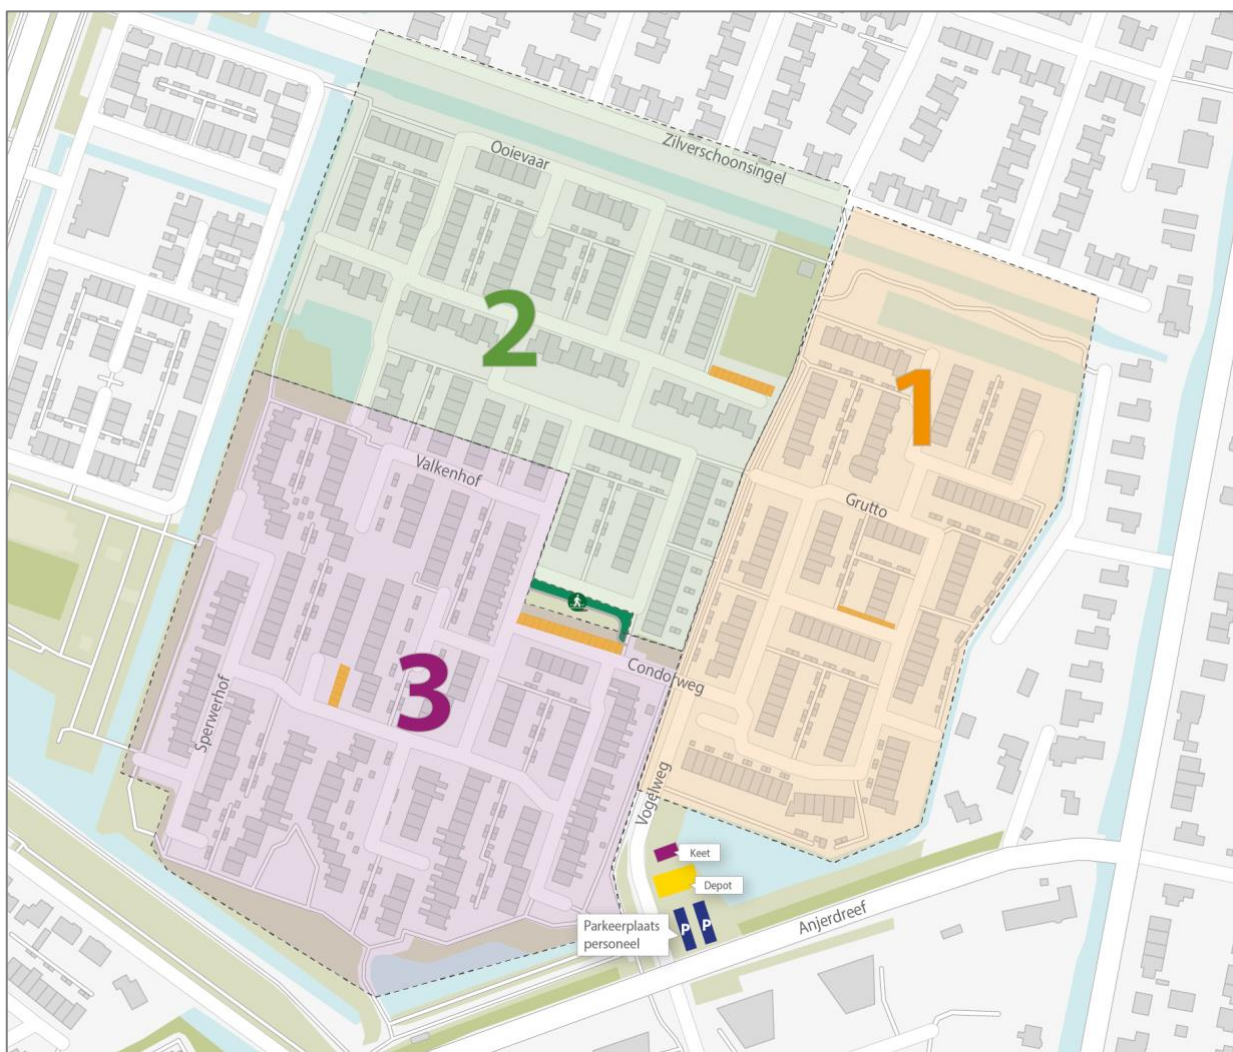 Zilverschoonsingel
Ooievaar
2
1
Valkenhof
Grutto
3
Condorweg
Sperwerhof
Vogelweg
Keet
Depot
Parkeerplaats
personeel
P
P
Anjerdreef